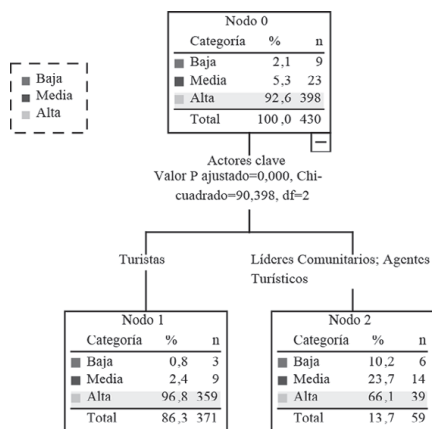 Nodo 0
Categoría % n
Baja 2,1 9
Media 5,3 23
Alta 92,6 398
Total 100,0 430
Baja
Media
Alta
Actores clave
Valor P ajustado=0,000, Chi-
cuadrado=90,398, df=2
Turistas
Líderes Comunitarios; Agentes
Turísticos
Nodo 1
Categoría % n
Baja 0,8 3
Media 2,4 9
Alta 96,8 359
Total 86,3 371
Nodo 2
Categoría % n
Baja 10,2 6
Media 23,7 14
Alta 66,1 39
Total 13,7 59